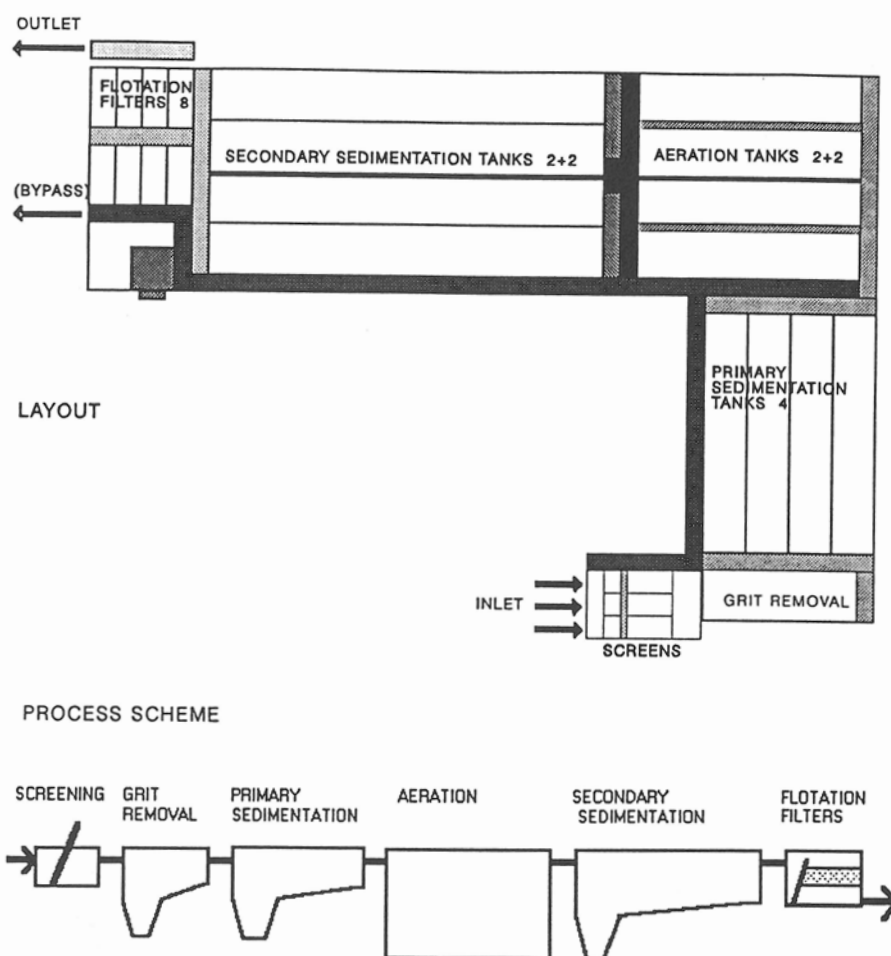 OUTLET
FLOTATION
FILTERS 8
SECONDARY SEDIMENTATION TANKS 2+2
AERATION TANKS 2+2
(BYPASS)
PRIMARY
SEDIMENTATION
TANKS 4
LAYOUT
INLET
GRIT REMOVAL
SCREENS
PROCESS SCHEME
SCREENING
GRIT
REMOVAL
PRIMARY
SEDIMENTATION
AERATION
SECONDARY
SEDIMENTATION
FLOTATION
FILTERS